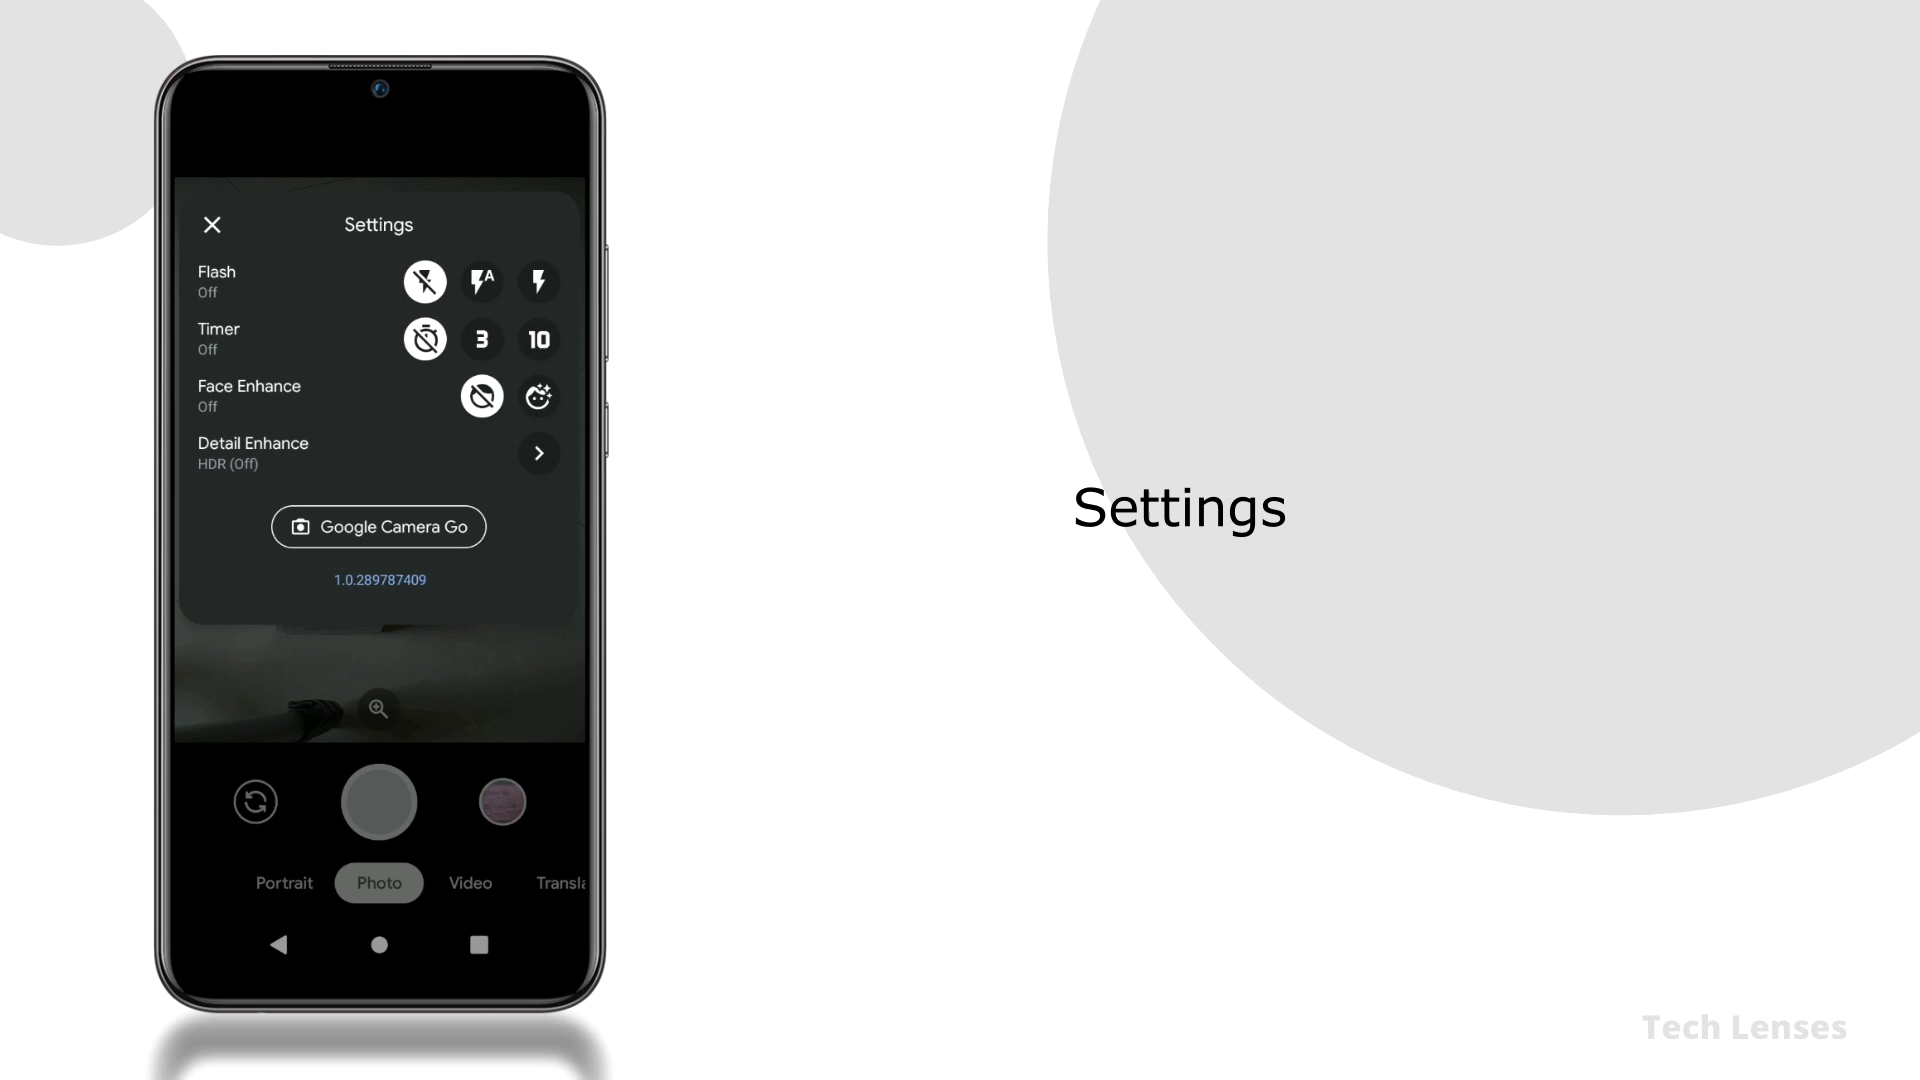 Settings
Flash
Off
A
Timer
Off
3
10
Face Enhance
Off
Detail Enhance
HDR (Off)
Google Camera Go
1.0.289787409
Portrait
Photo
Video
Transla
Settings
Tech Lenses